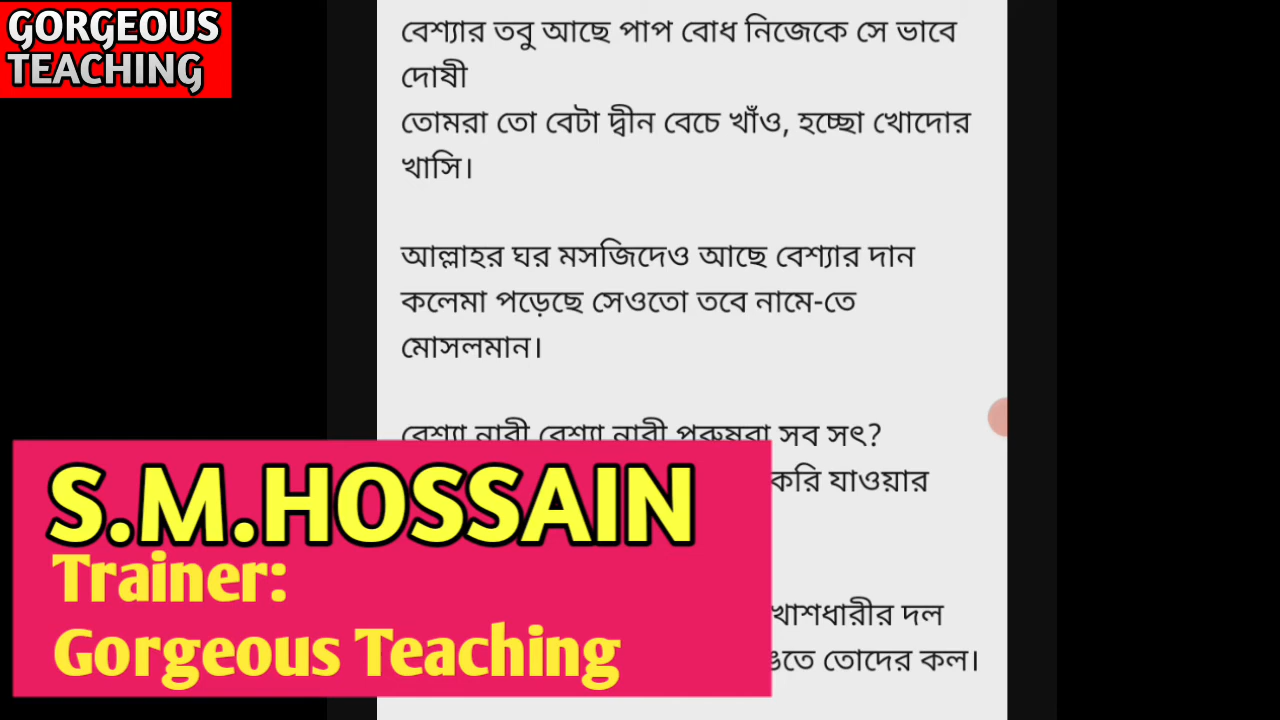 GORGEOUS
TEACHING
বেশ্যার তবু আছে পাপ বোধ নিজেকে সে ভাবে
দোষী
তোমরা তো বেটা দ্বীন বেচে খাঁও, হচ্ছো খোদোর
খাসি।
আল্লাহর ঘর মসজিদেও আছে বেশ্যার দান
কলেমা পড়েছে সেওতো তবে নামে-তে
মোসলমান।
বেশ্যা নারী বেশ্যা নারী পুরুষরা সব সৎ?
করি যাওয়ার
খাশধারীর দল
তোদের কল।
S.M.HOSSAIN
Trainer:
Gorgeous Teaching